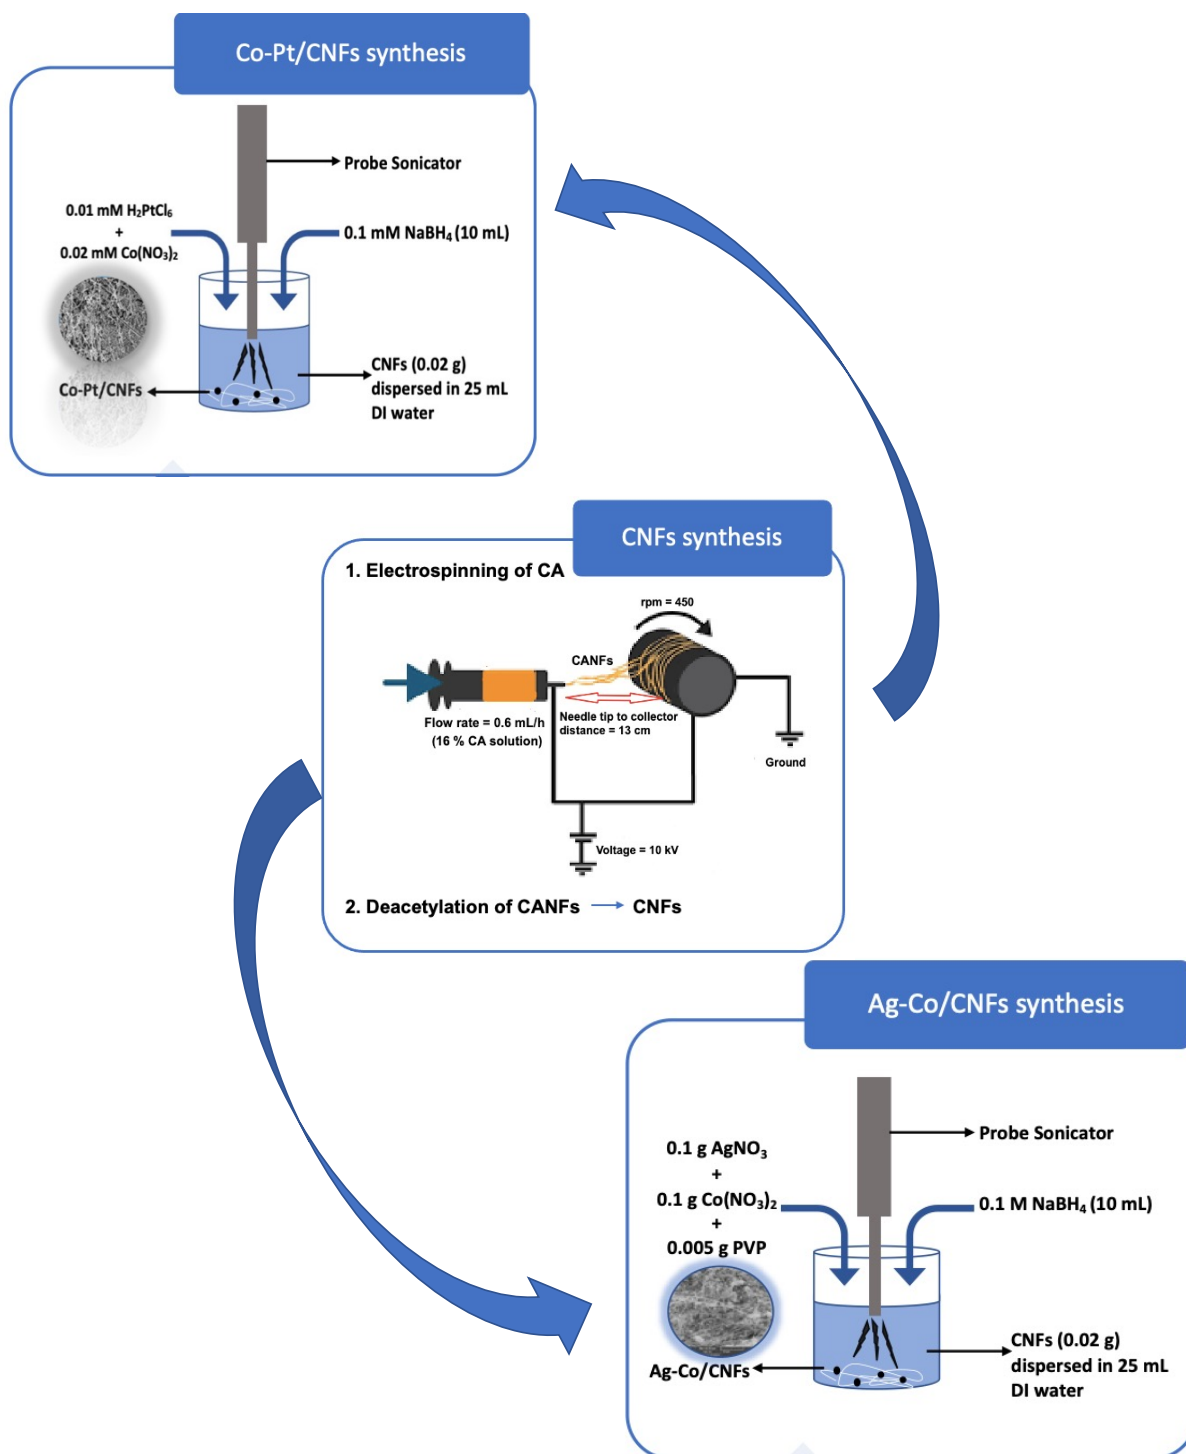 Co-Pt/CNFs synthesis
Probe Sonicator
0.01 mM H₂PtCl₆
+
0.02 mM Co(NO₃)₂
0.1 mM NaBH₄ (10 mL)
CNFs (0.02 g)
dispersed in 25 mL
DI water
Co-Pt/CNFs
CNFs synthesis
1. Electrospinning of CA
rpm = 450
CANFs
Flow rate = 0.6 mL/h
(16 % CA solution)
Needle tip to collector
distance = 13 cm
Ground
Voltage = 10 kV
2. Deacetylation of CANFs → CNFs
Ag-Co/CNFs synthesis
Probe Sonicator
0.1 g AgNO₃
+
0.1 g Co(NO₃)₂
+
0.005 g PVP
0.1 M NaBH₄ (10 mL)
CNFs (0.02 g)
dispersed in 25 mL
DI water
Ag-Co/CNFs